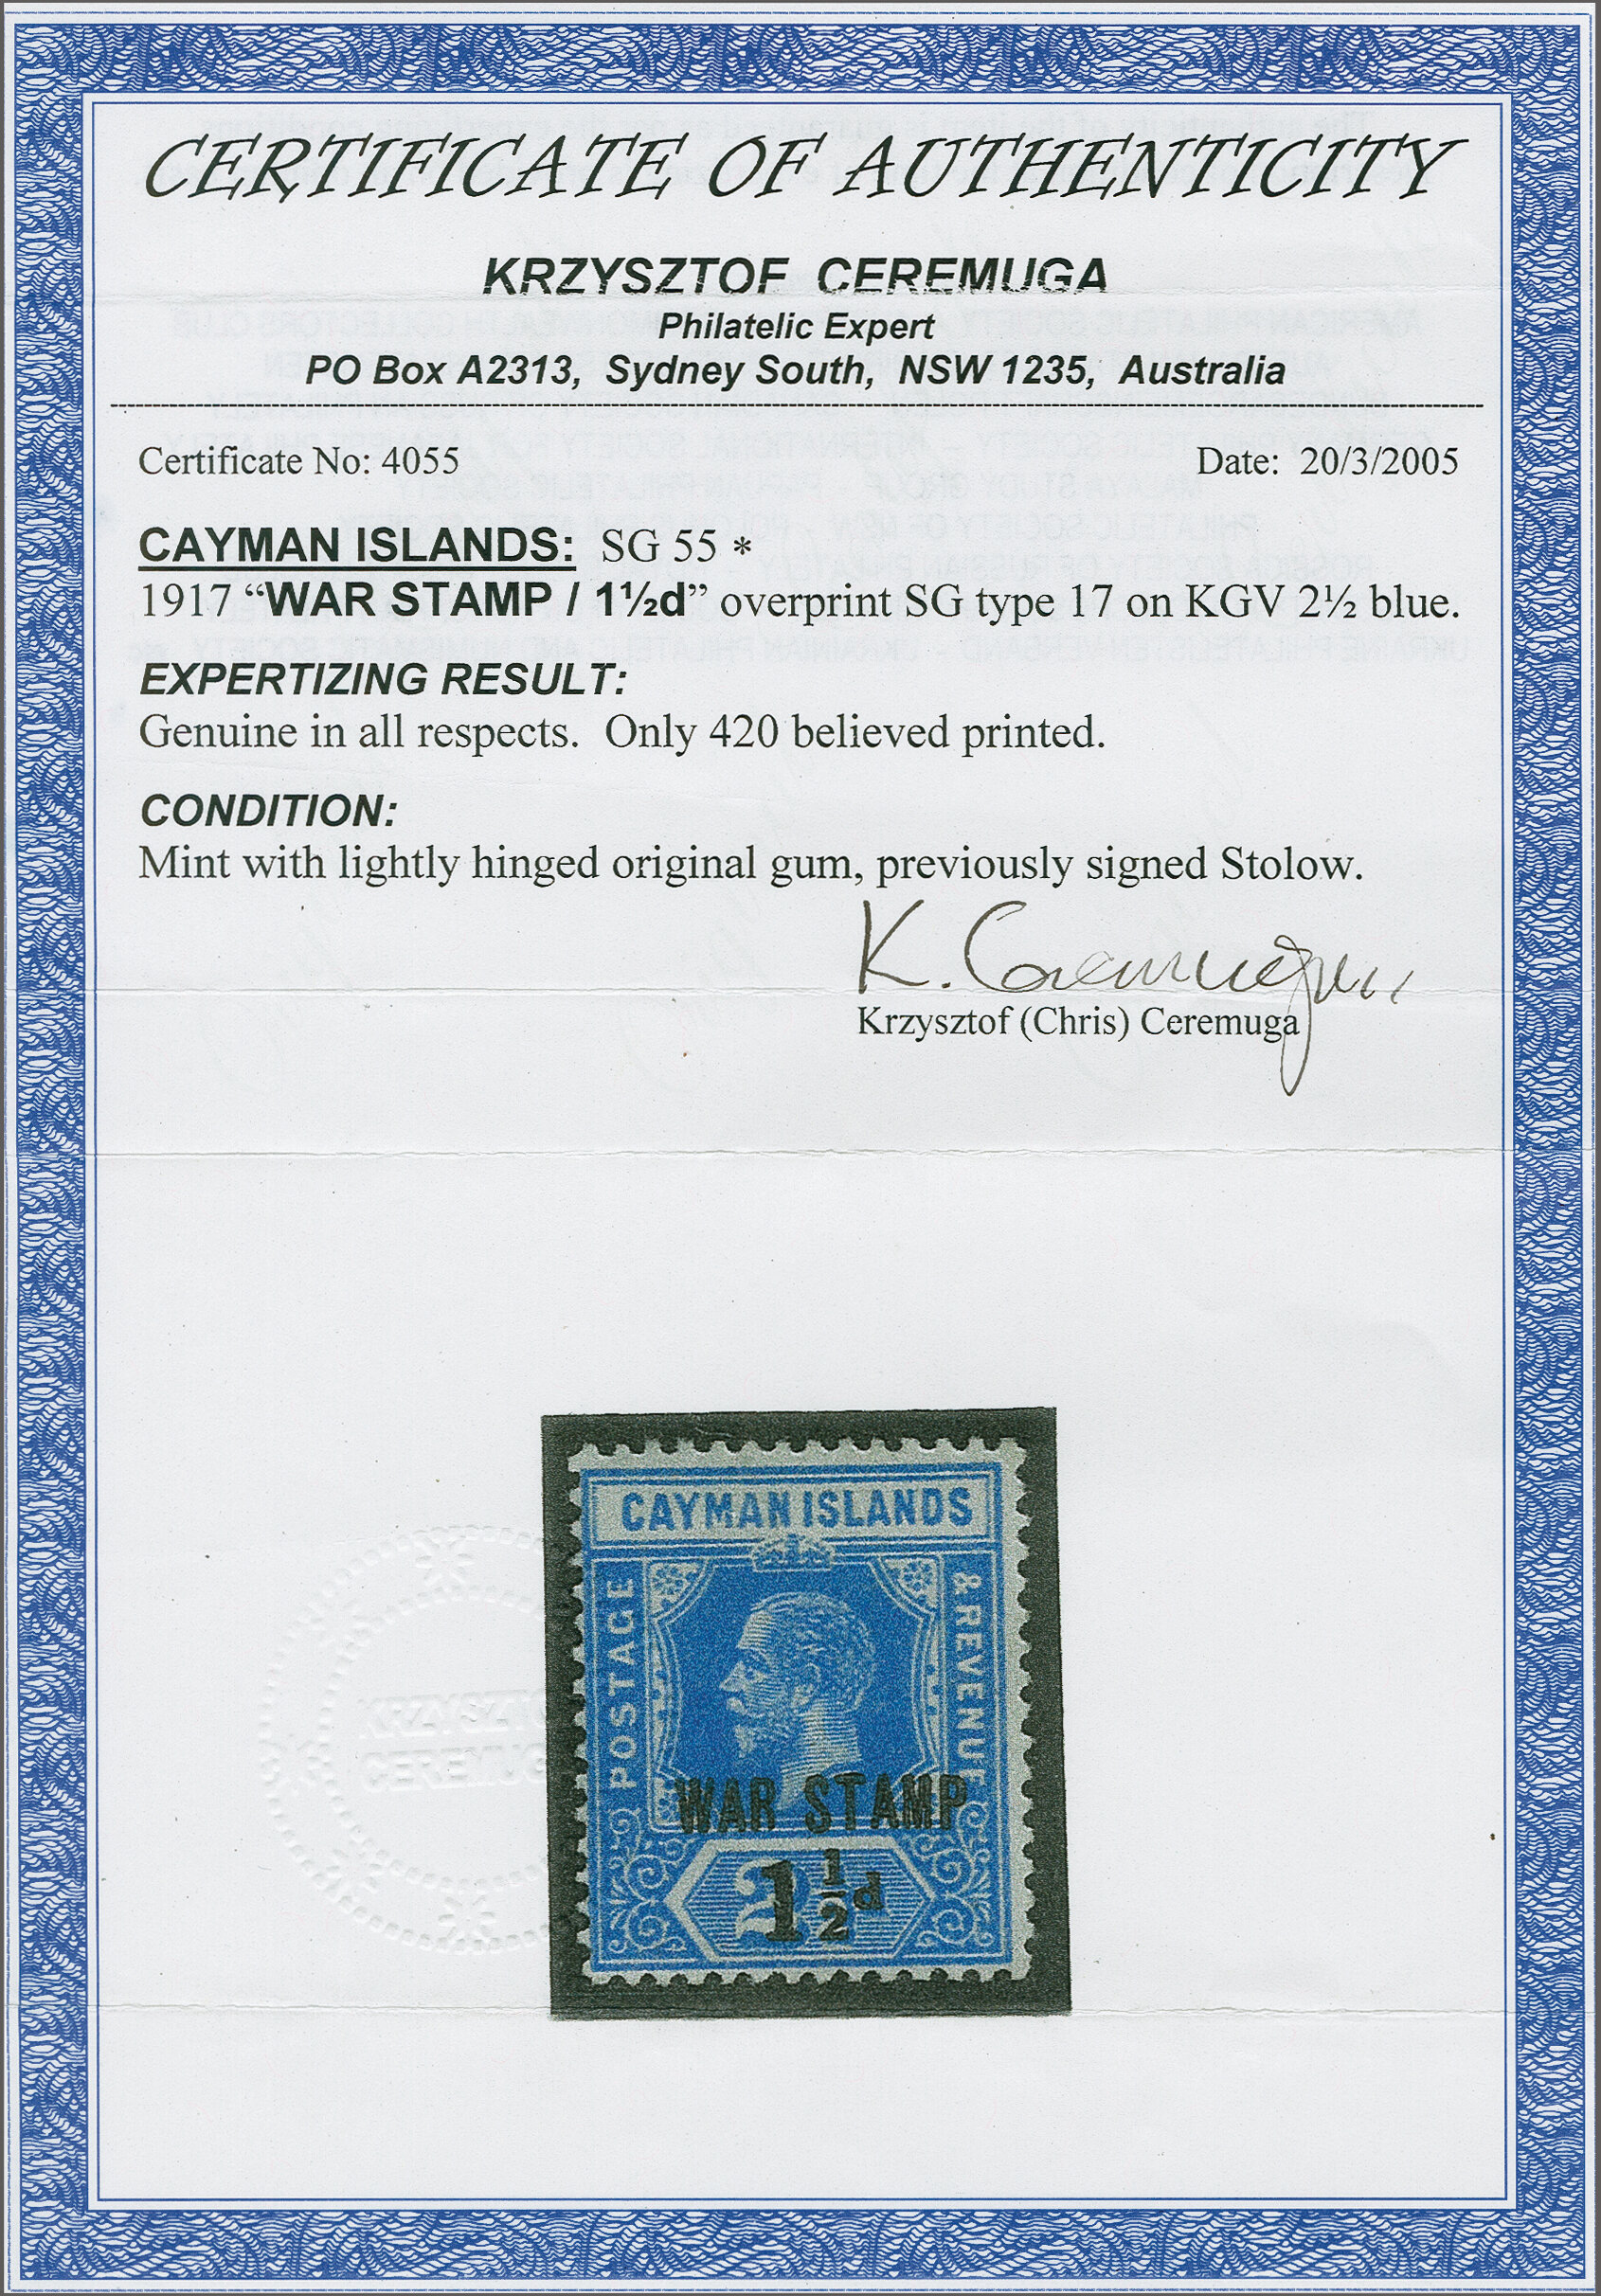 CERTIFICATE OF AUTHENTICITY
KRZYSZTOF CEREMUGA
Philatelic Expert
PO Box A2313, Sydney South, NSW 1235, Australia
Certificate No: 4055 Date: 20/3/2005
CAYMAN ISLANDS: SG 55 *
1917 “WAR STAMP / 1½d” overprint SG type 17 on KGV 2½ blue.
EXPERTIZING RESULT:
Genuine in all respects. Only 420 believed printed.
CONDITION:
Mint with lightly hinged original gum, previously signed Stolow.
K. Ceremuga
Krzysztof (Chris) Ceremuga
CAYMAN ISLANDS
POSTAGE
& REVENUE
WAR STAMP
1½d
KRZYSZTO
CEREMUG